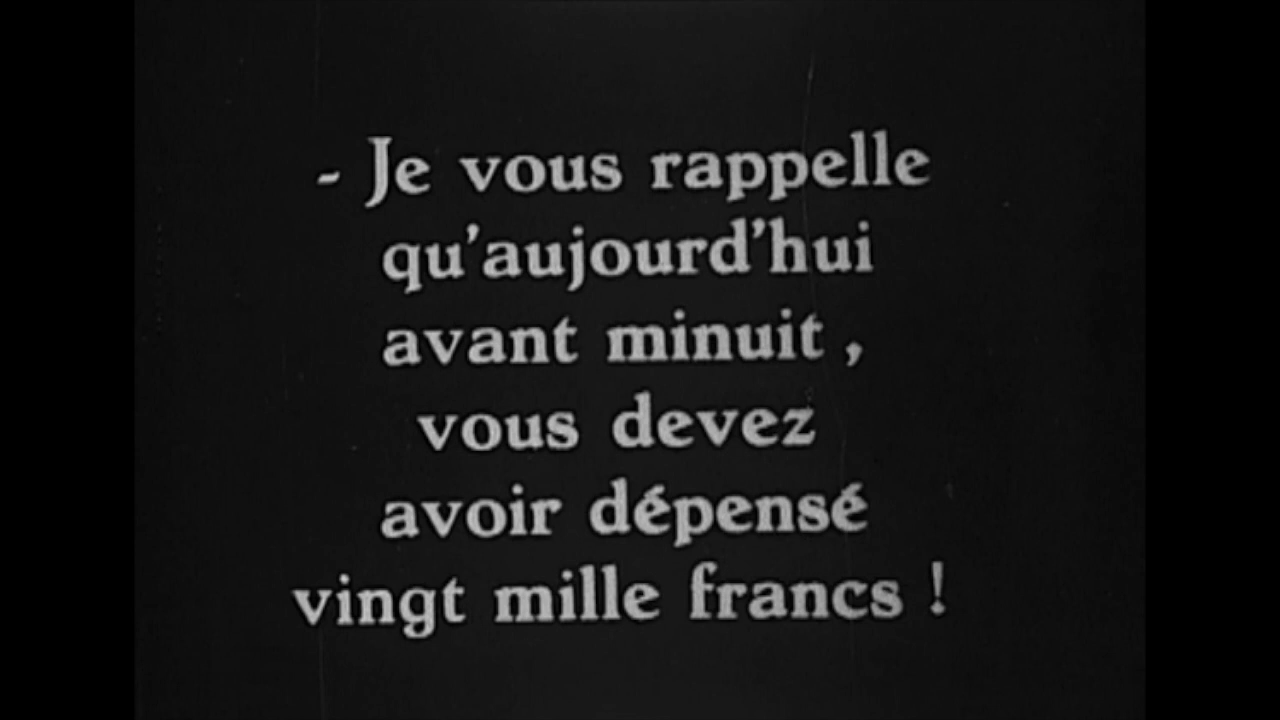 - Je vous rappelle
qu'aujourd'hui
avant minuit ,
vous devez
avoir dépensé
vingt mille francs !